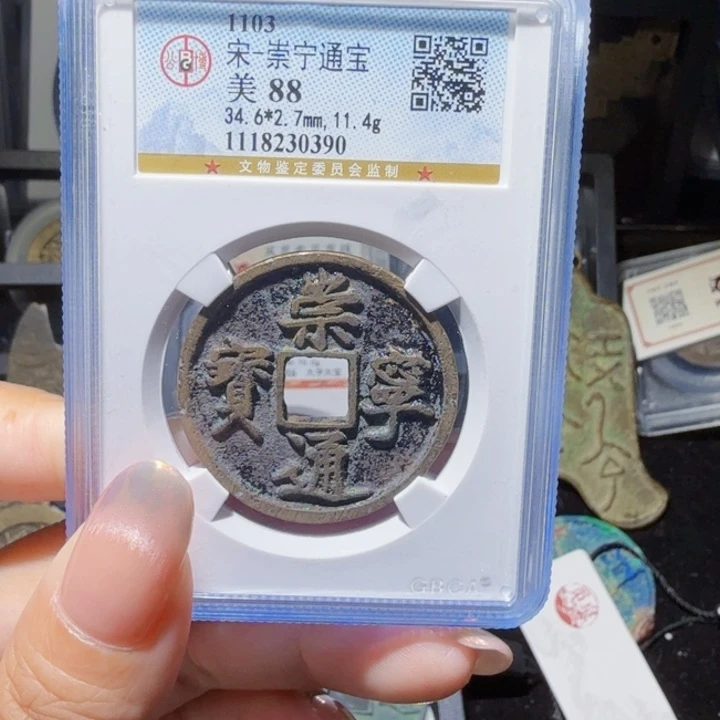 1103
宋-崇宁通宝
美 88
34.6*2.7mm, 11.4g
1118230390
文物鉴定委员会监制
崇
寶 寧
通
GBCA